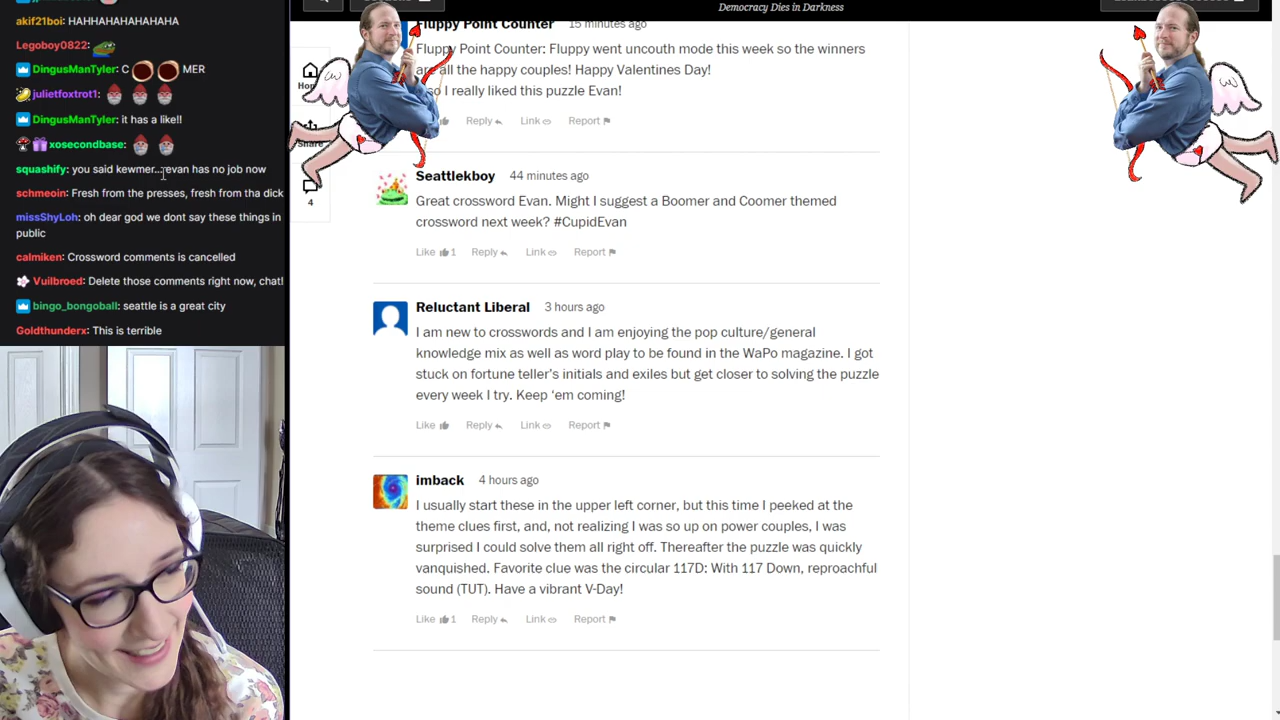 akif21boi: HAHHAHAHAHAHAHA
Legoboy0822:
DingusManTyler: C MER
julietfoxtrot1:
DingusManTyler: it has a like!!
xosecondbase:
squashify: you said kewmer...evan has no job now
schmeoin: Fresh from the presses, fresh from tha dick
missShyLoh: oh dear god we dont say these things in
public
calmiken: Crossword comments is cancelled
Vuilbroed: Delete those comments right now, chat!
bingo_bongoball: seattle is a great city
Goldthunderx: This is terrible
Democracy Dies in Darkness
Fluppy Point Counter 15 minutes ago
Fluppy Point Counter: Fluppy went uncouth mode this week so the winners
are all the happy couples! Happy Valentines Day!
so I really liked this puzzle Evan!
Reply Link Report
Share
4
Seattlekboy 44 minutes ago
Great crossword Evan. Might I suggest a Boomer and Coomer themed
crossword next week? #CupidEvan
Like 1 Reply Link Report
Reluctant Liberal 3 hours ago
I am new to crosswords and I am enjoying the pop culture/general
knowledge mix as well as word play to be found in the WaPo magazine. I got
stuck on fortune teller's initials and exiles but get closer to solving the puzzle
every week I try. Keep 'em coming!
Like Reply Link Report
imback 4 hours ago
I usually start these in the upper left corner, but this time I peeked at the
theme clues first, and, not realizing I was so up on power couples, I was
surprised I could solve them all right off. Thereafter the puzzle was quickly
vanquished. Favorite clue was the circular 117D: With 117 Down, reproachful
sound (TUT). Have a vibrant V-Day!
Like 1 Reply Link Report